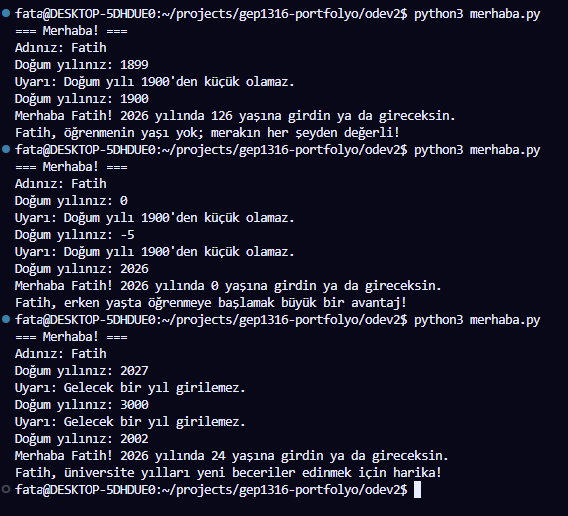 fata@DESKTOP-5DHDUE0:~/projects/gep1316-portfolyo/odev2$ python3 merhaba.py
=== Merhaba! ===
Adınız: Fatih
Doğum yılınız: 1899
Uyarı: Doğum yılı 1900'den küçük olamaz.
Doğum yılınız: 1900
Merhaba Fatih! 2026 yılında 126 yaşına girdin ya da gireceksin.
Fatih, öğrenmenin yaşı yok; merakın her şeyden değerli!
fata@DESKTOP-5DHDUE0:~/projects/gep1316-portfolyo/odev2$ python3 merhaba.py
=== Merhaba! ===
Adınız: Fatih
Doğum yılınız: 0
Uyarı: Doğum yılı 1900'den küçük olamaz.
Doğum yılınız: -5
Uyarı: Doğum yılı 1900'den küçük olamaz.
Doğum yılınız: 2026
Merhaba Fatih! 2026 yılında 0 yaşına girdin ya da gireceksin.
Fatih, erken yaşta öğrenmeye başlamak büyük bir avantaj!
fata@DESKTOP-5DHDUE0:~/projects/gep1316-portfolyo/odev2$ python3 merhaba.py
=== Merhaba! ===
Adınız: Fatih
Doğum yılınız: 2027
Uyarı: Gelecek bir yıl girilemez.
Doğum yılınız: 3000
Uyarı: Gelecek bir yıl girilemez.
Doğum yılınız: 2002
Merhaba Fatih! 2026 yılında 24 yaşına girdin ya da gireceksin.
Fatih, üniversite yılları yeni beceriler edinmek için harika!
fata@DESKTOP-5DHDUE0:~/projects/gep1316-portfolyo/odev2$